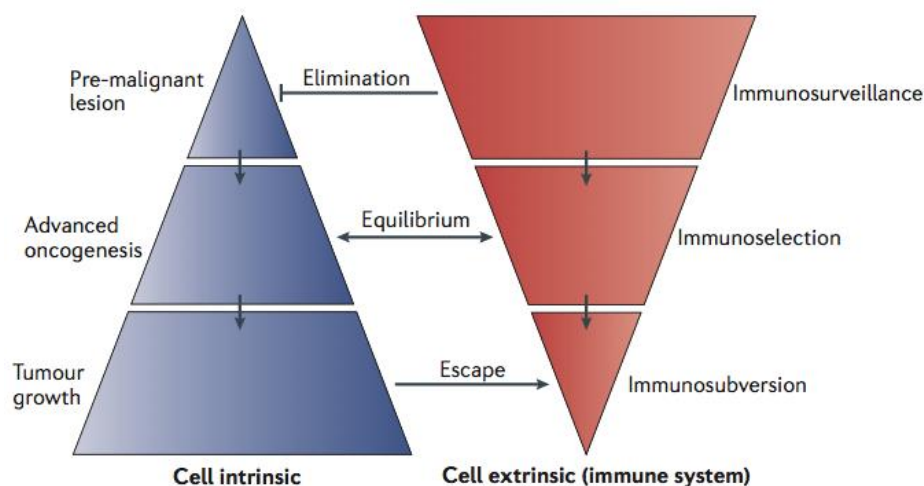 Pre-malignant
lesion
Elimination
Immunosurveillance
Advanced
oncogenesis
Equilibrium
Immunoselection
Tumour
growth
Escape
Immunosubversion
Cell intrinsic
Cell extrinsic (immune system)